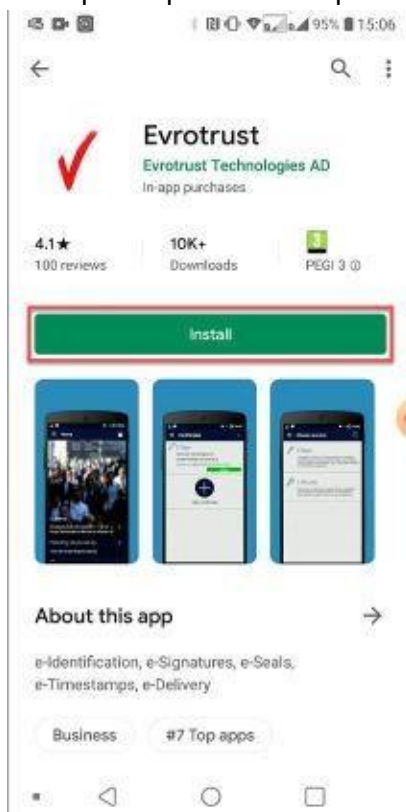 95% 15:06
Evrotrust
Evrotrust Technologies AD
In-app purchases
4.1★ 10K+ 3
100 reviews Downloads PEGI 3
Install
About this app
e-Identification, e-Signatures, e-Seals,
e-Timestamps, e-Delivery
Business #7 Top apps